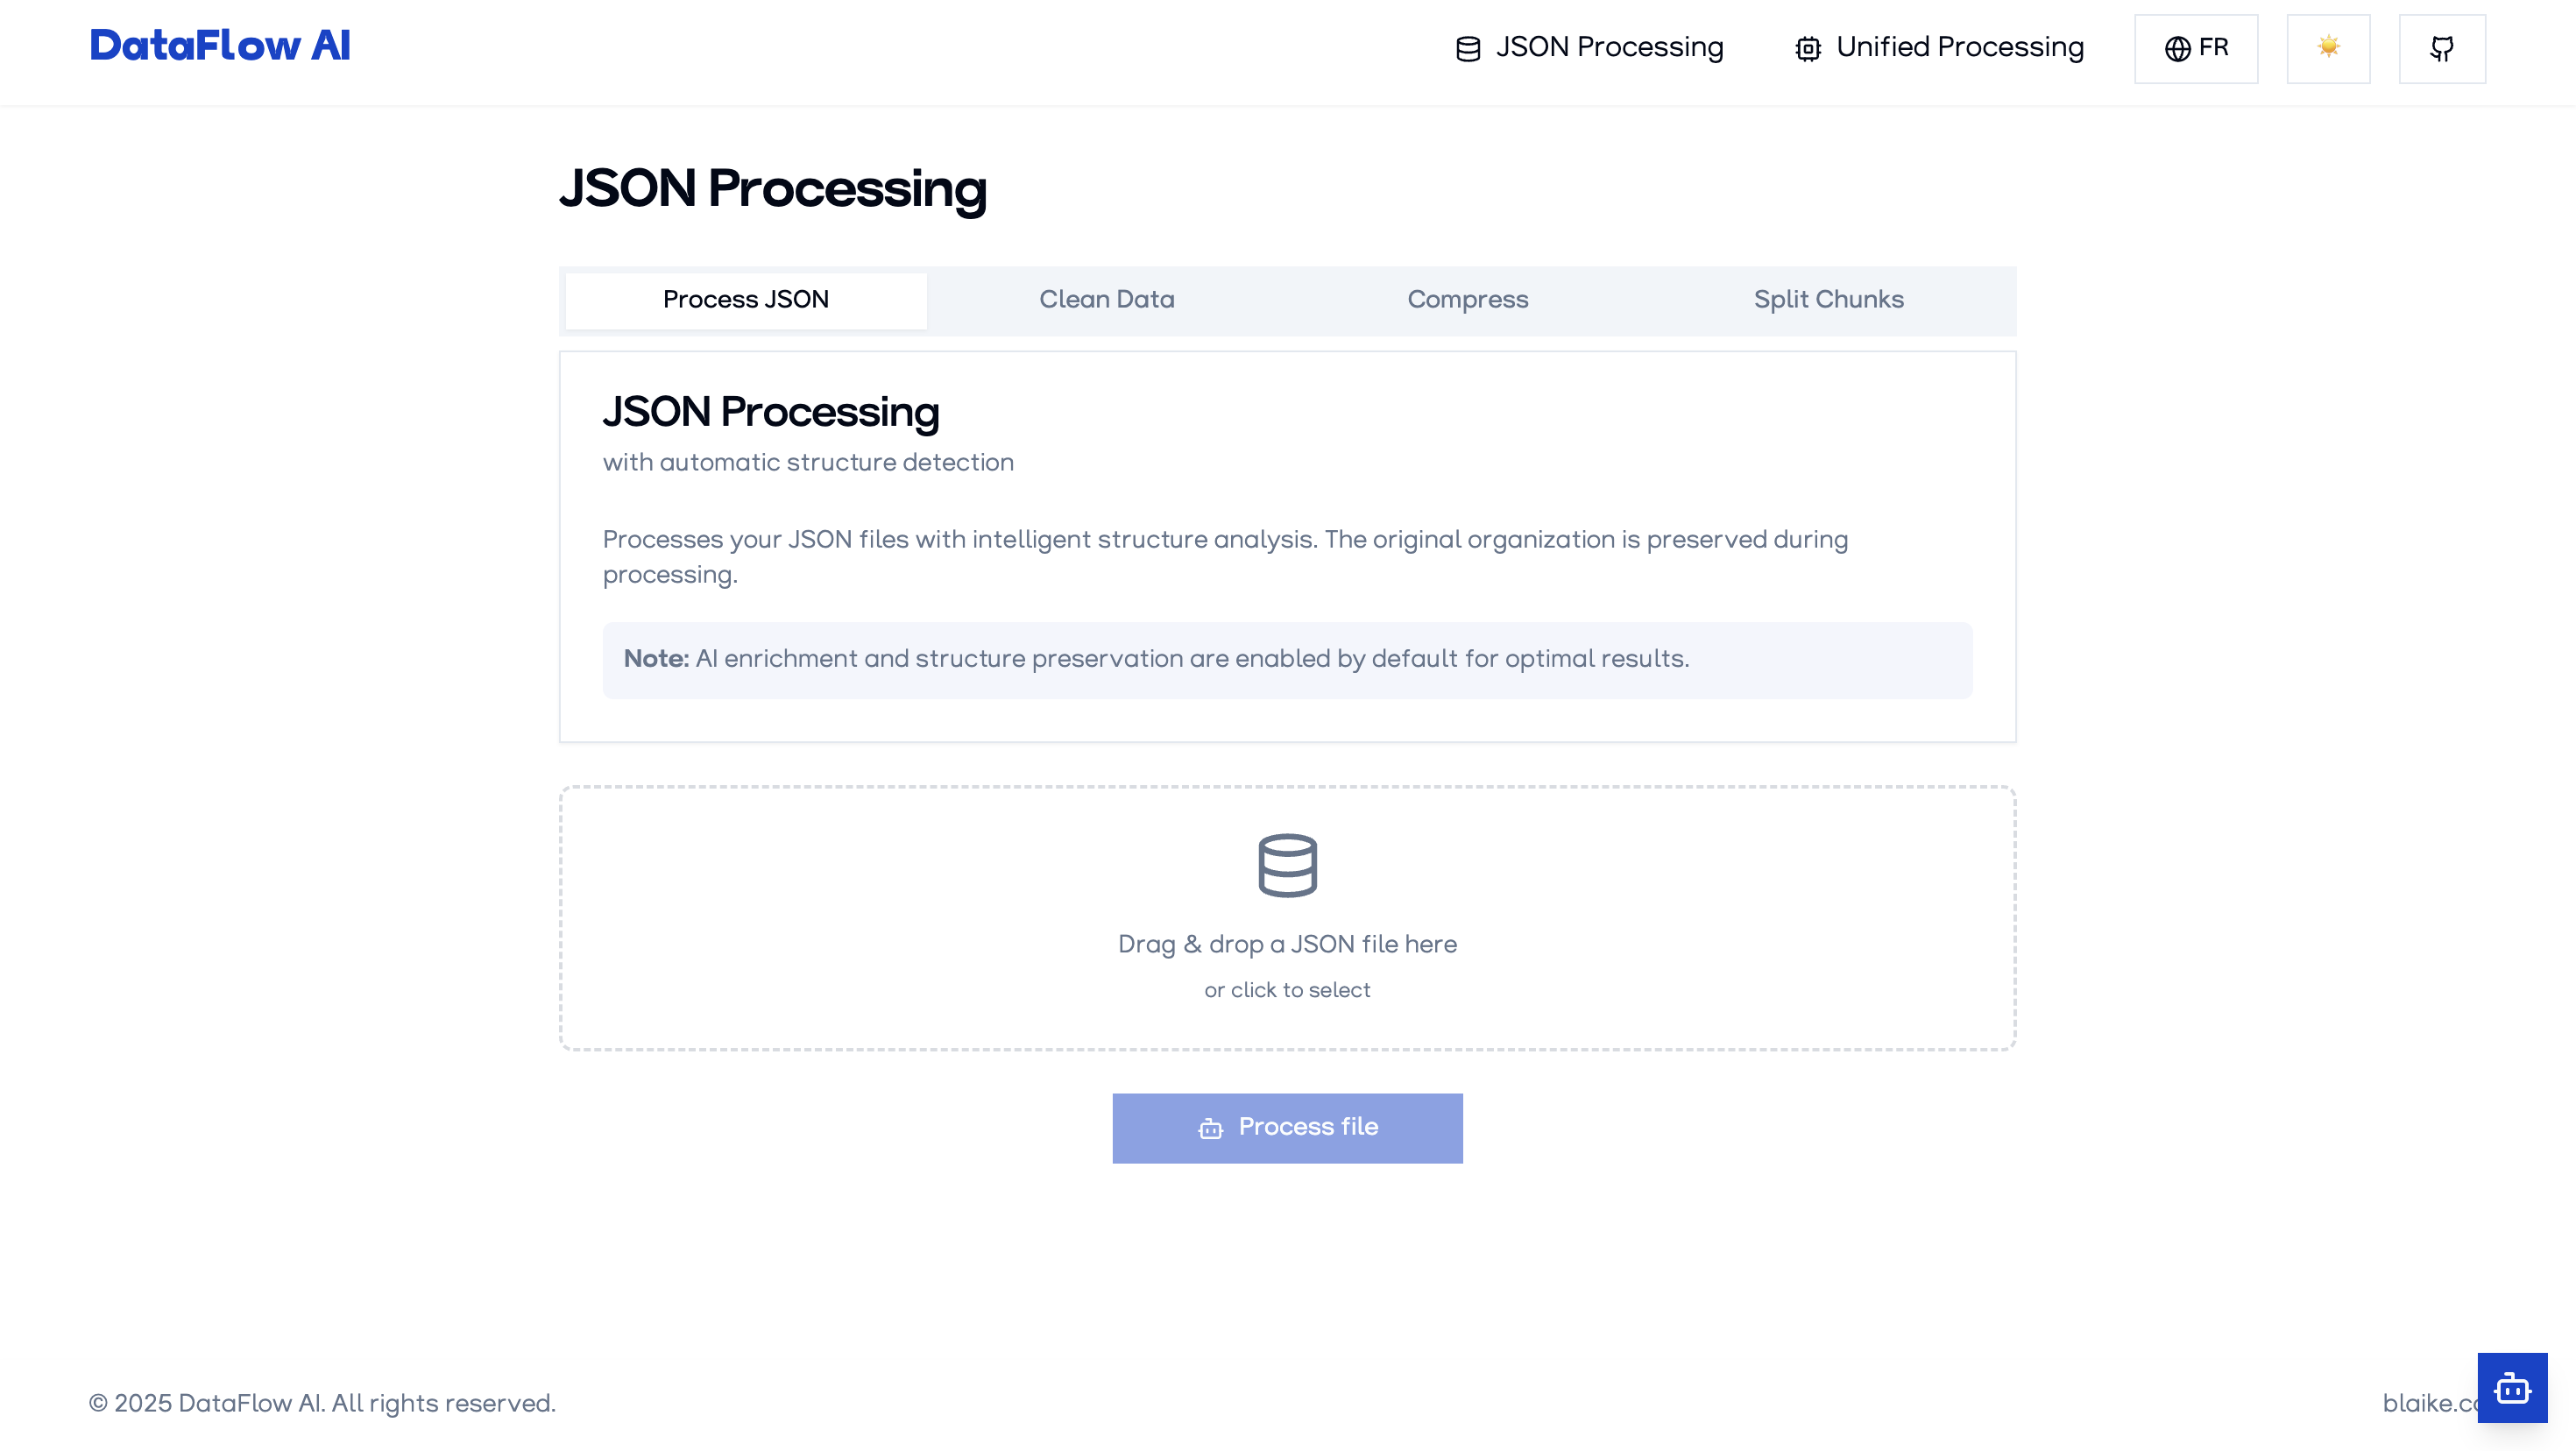 DataFlow AI
JSON Processing
Unified Processing
FR
JSON Processing
Process JSON
Clean Data
Compress
Split Chunks
JSON Processing
with automatic structure detection
Processes your JSON files with intelligent structure analysis. The original organization is preserved during
processing.
Note: AI enrichment and structure preservation are enabled by default for optimal results.
Drag & drop a JSON file here
or click to select
Process file
© 2025 DataFlow AI. All rights reserved.